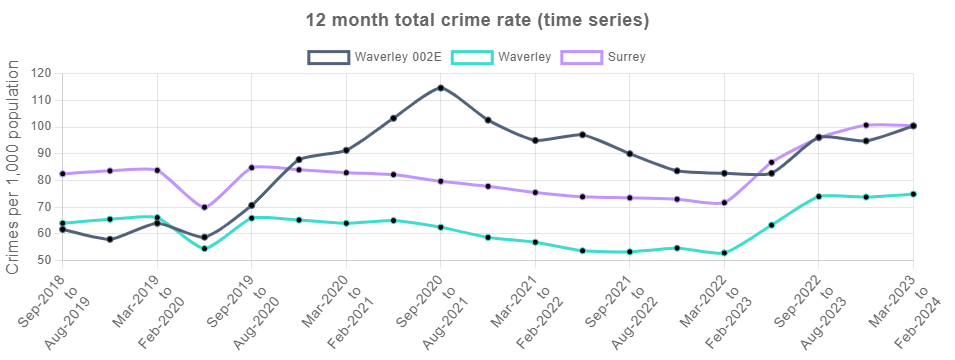 12 month total crime rate (time series)
Waverley 002E Waverley Surrey
Crimes per 1,000 population
120
110
100
90
80
70
60
50
Sep-2018 to Aug-2019
Mar-2019 to Feb-2020
Sep-2019 to Aug-2020
Mar-2020 to Feb-2021
Sep-2020 to Aug-2021
Mar-2021 to Feb-2022
Sep-2021 to Aug-2022
Mar-2022 to Feb-2023
Sep-2022 to Aug-2023
Mar-2023 to Feb-2024